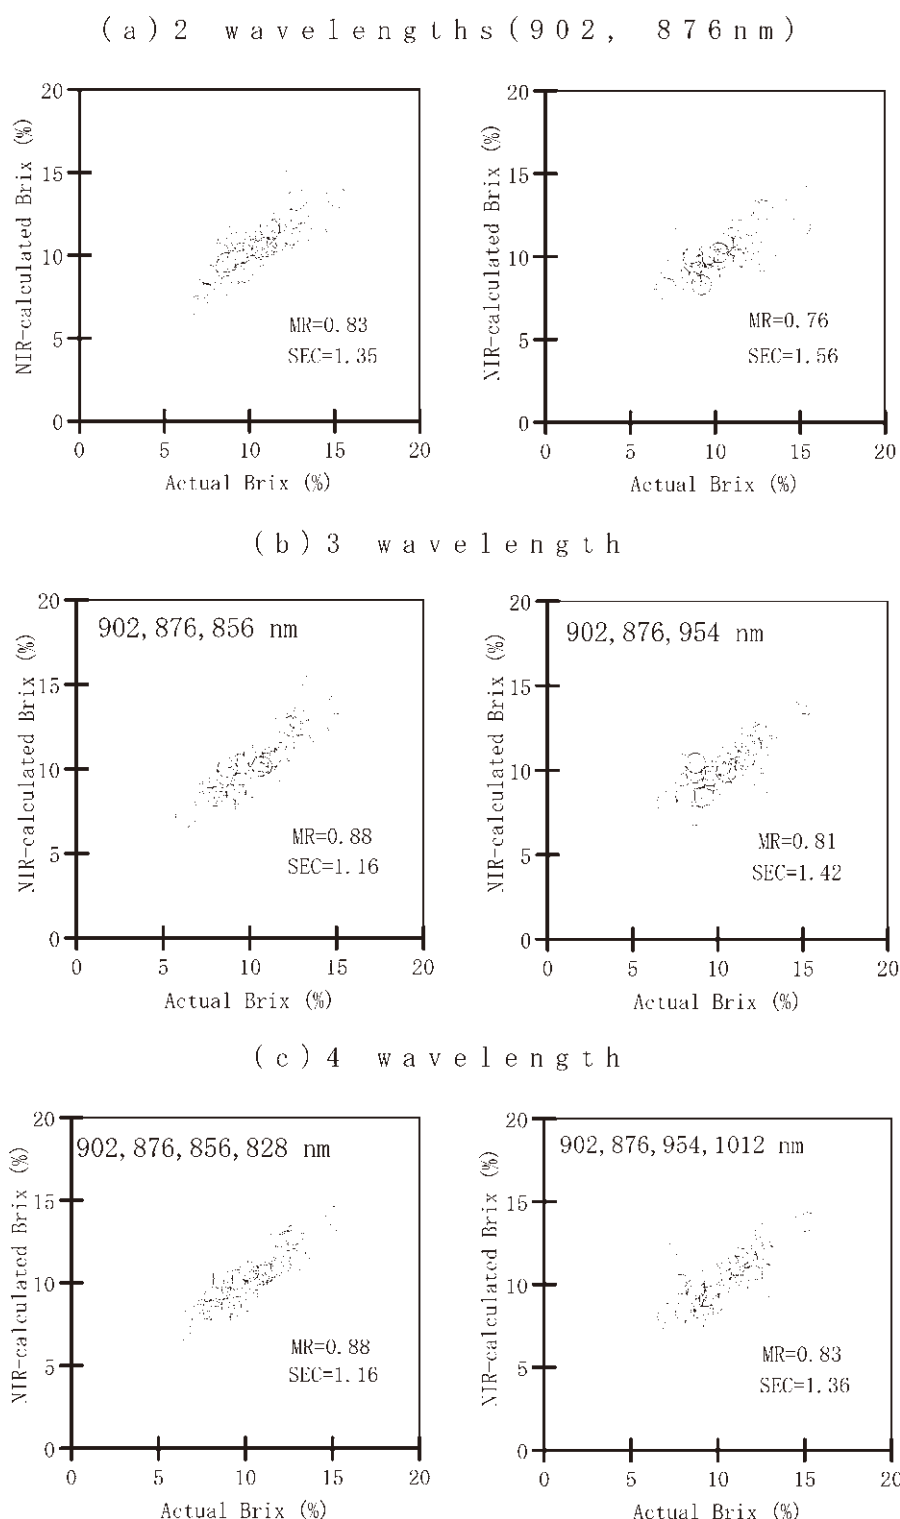 (a)2 wavelengths(902, 876nm)
20
15
10
5
0
0 5 10 15 20
NIR-calculated Brix (%)
Actual Brix (%)
MR=0.83
SEC=1.35
20
15
10
5
0
0 5 10 15 20
NIR-calculated Brix (%)
Actual Brix (%)
MR=0.76
SEC=1.56
(b)3 wavelength
902,876,856 nm
20
15
10
5
0
0 5 10 15 20
NIR-calculated Brix (%)
Actual Brix (%)
MR=0.88
SEC=1.16
902,876,954 nm
20
15
10
5
0
0 5 10 15 20
NIR-calculated Brix (%)
Actual Brix (%)
MR=0.81
SEC=1.42
(c)4 wavelength
902,876,856,828 nm
20
15
10
5
0
0 5 10 15 20
NIR-calculated Brix (%)
Actual Brix (%)
MR=0.88
SEC=1.16
902,876,954,1012 nm
20
15
10
5
0
0 5 10 15 20
NIR-calculated Brix (%)
Actual Brix (%)
MR=0.83
SEC=1.36